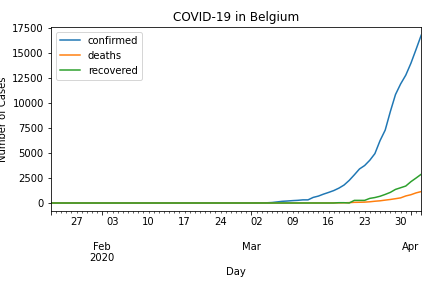 COVID-19 in Belgium
17500
15000
12500
10000
7500
5000
2500
0
Number of Cases
confirmed
deaths
recovered
27 03 10 17 24 02 09 16 23 30
Feb Mar Apr
2020
Day